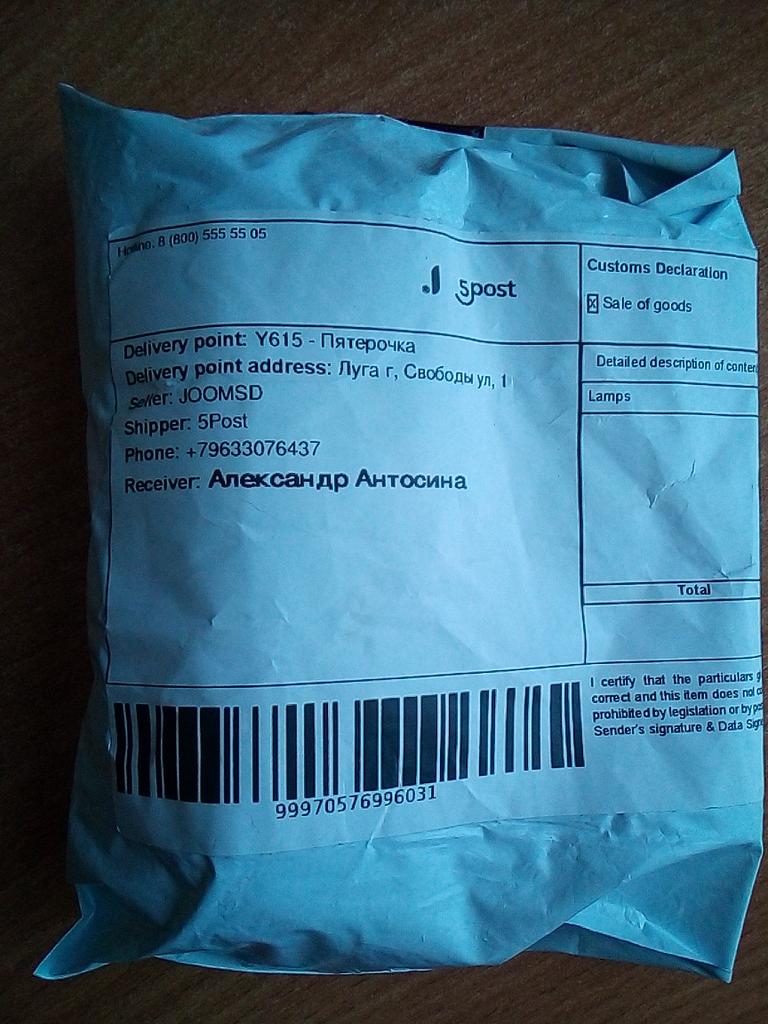 Hotline: 8 (800) 555 55 05
5post
Delivery point: Y615 - Пятерочка
Delivery point address: Луга г, Свободы ул, 1
Seller: JOOMSD
Shipper: 5Post
Phone: +79633076437
Receiver: Александр Антосина
Customs Declaration
x Sale of goods
Detailed description of conten
Lamps
Total
I certify that the particulars g
correct and this item does not c
prohibited by legislation or by po
Sender's signature & Data Sig
99970576996031